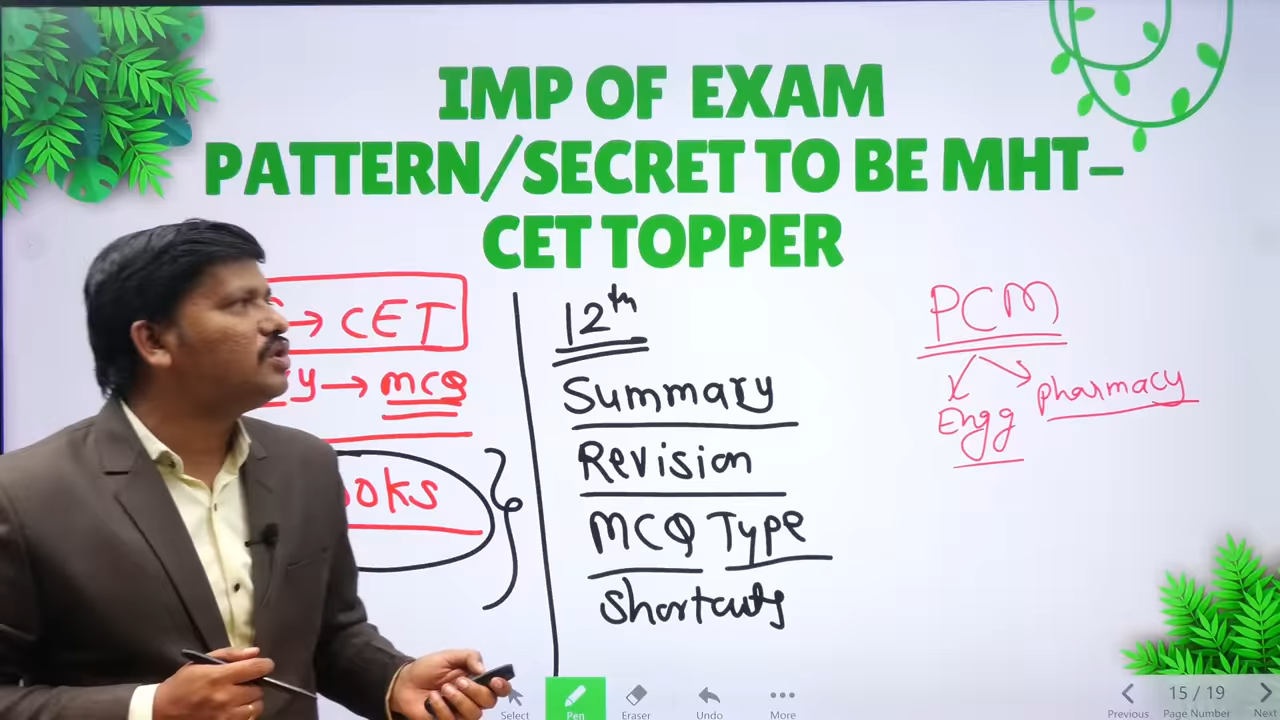 IMP OF EXAM
PATTERN/SECRET TO BE MHT-
CET TOPPER
→ CET
→ MCQ
12th
Summary
Revision
MCQ Type
Shortcuts
PCM
Engg
pharmacy
Select
Pen
Eraser
Undo
More
Previous
15 / 19
Page Number
Next